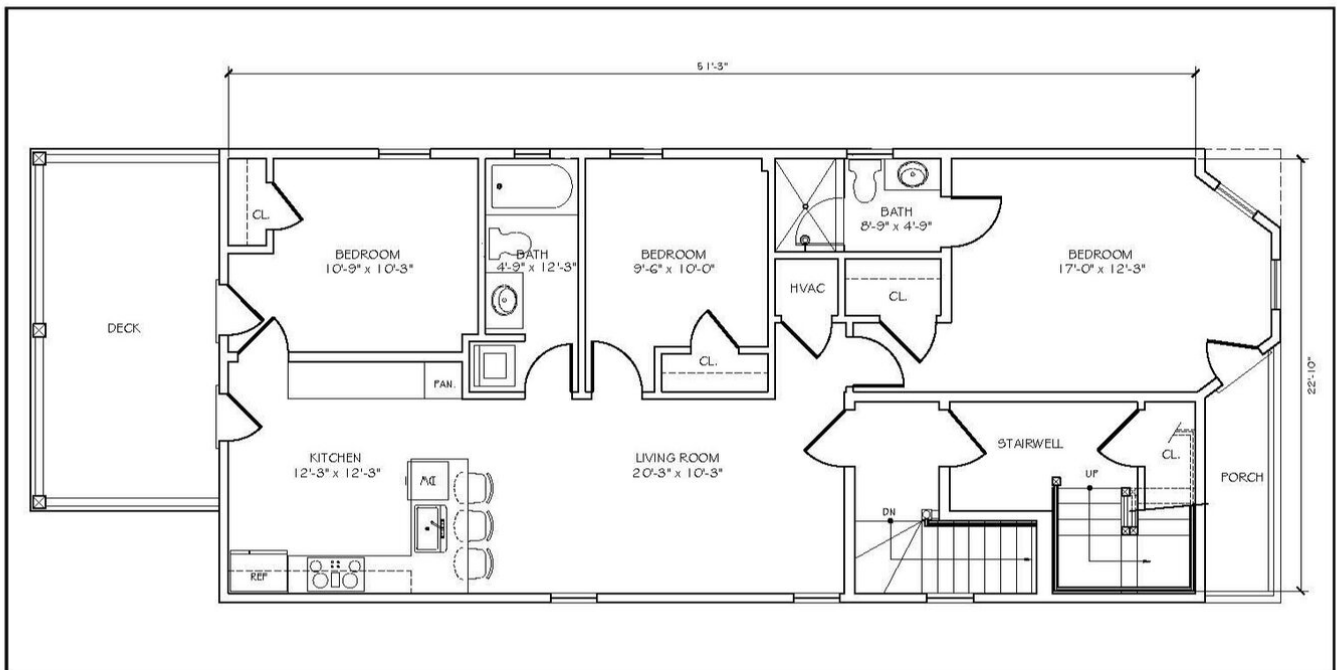 51'-3"
CL.
BEDROOM
10'-9" x 10'-3"
BATH
4'-9" x 12'-3"
BEDROOM
9'-6" x 10'-0"
BATH
8'-9" x 4'-9"
BEDROOM
17'-0" x 12'-3"
HVAC
CL.
DECK
CL.
PAN.
22'-10"
KITCHEN
12'-3" x 12'-3"
DW
LIVING ROOM
20'-3" x 10'-3"
STAIRWELL
CL.
UP
PORCH
DN
REF